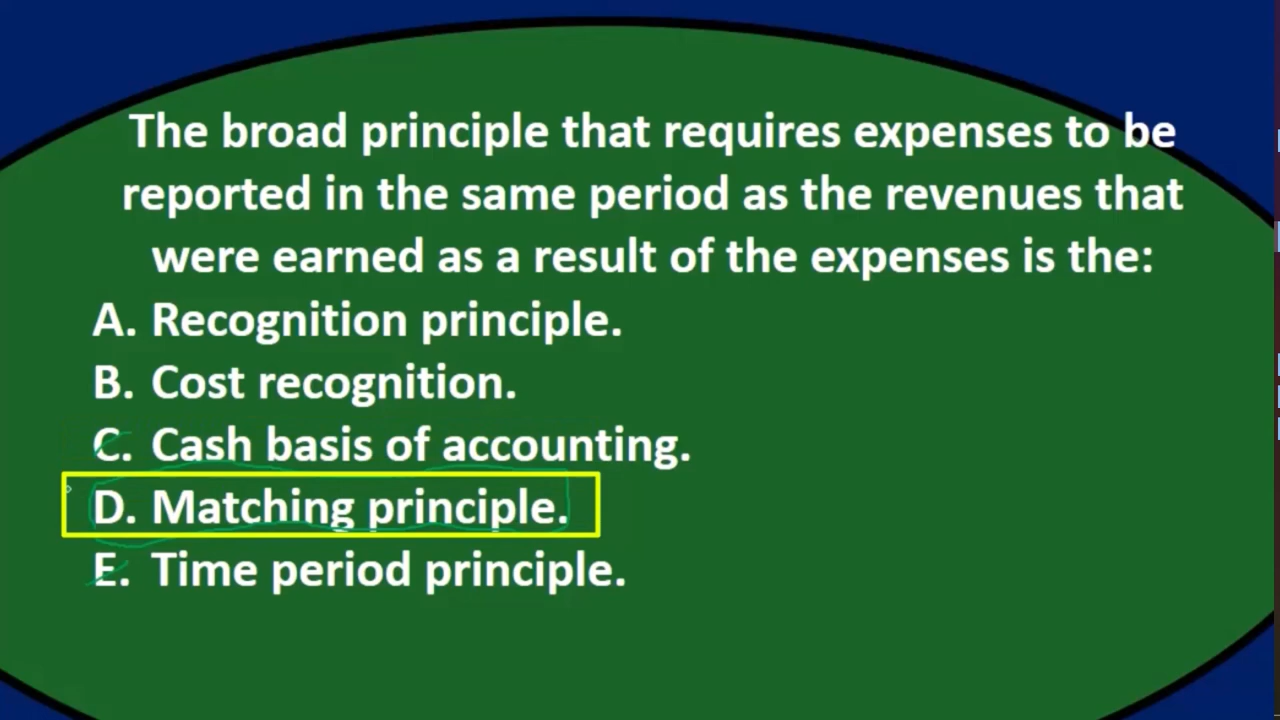 The broad principle that requires expenses to be
reported in the same period as the revenues that
were earned as a result of the expenses is the:
A. Recognition principle.
B. Cost recognition.
C. Cash basis of accounting.
D. Matching principle.
E. Time period principle.